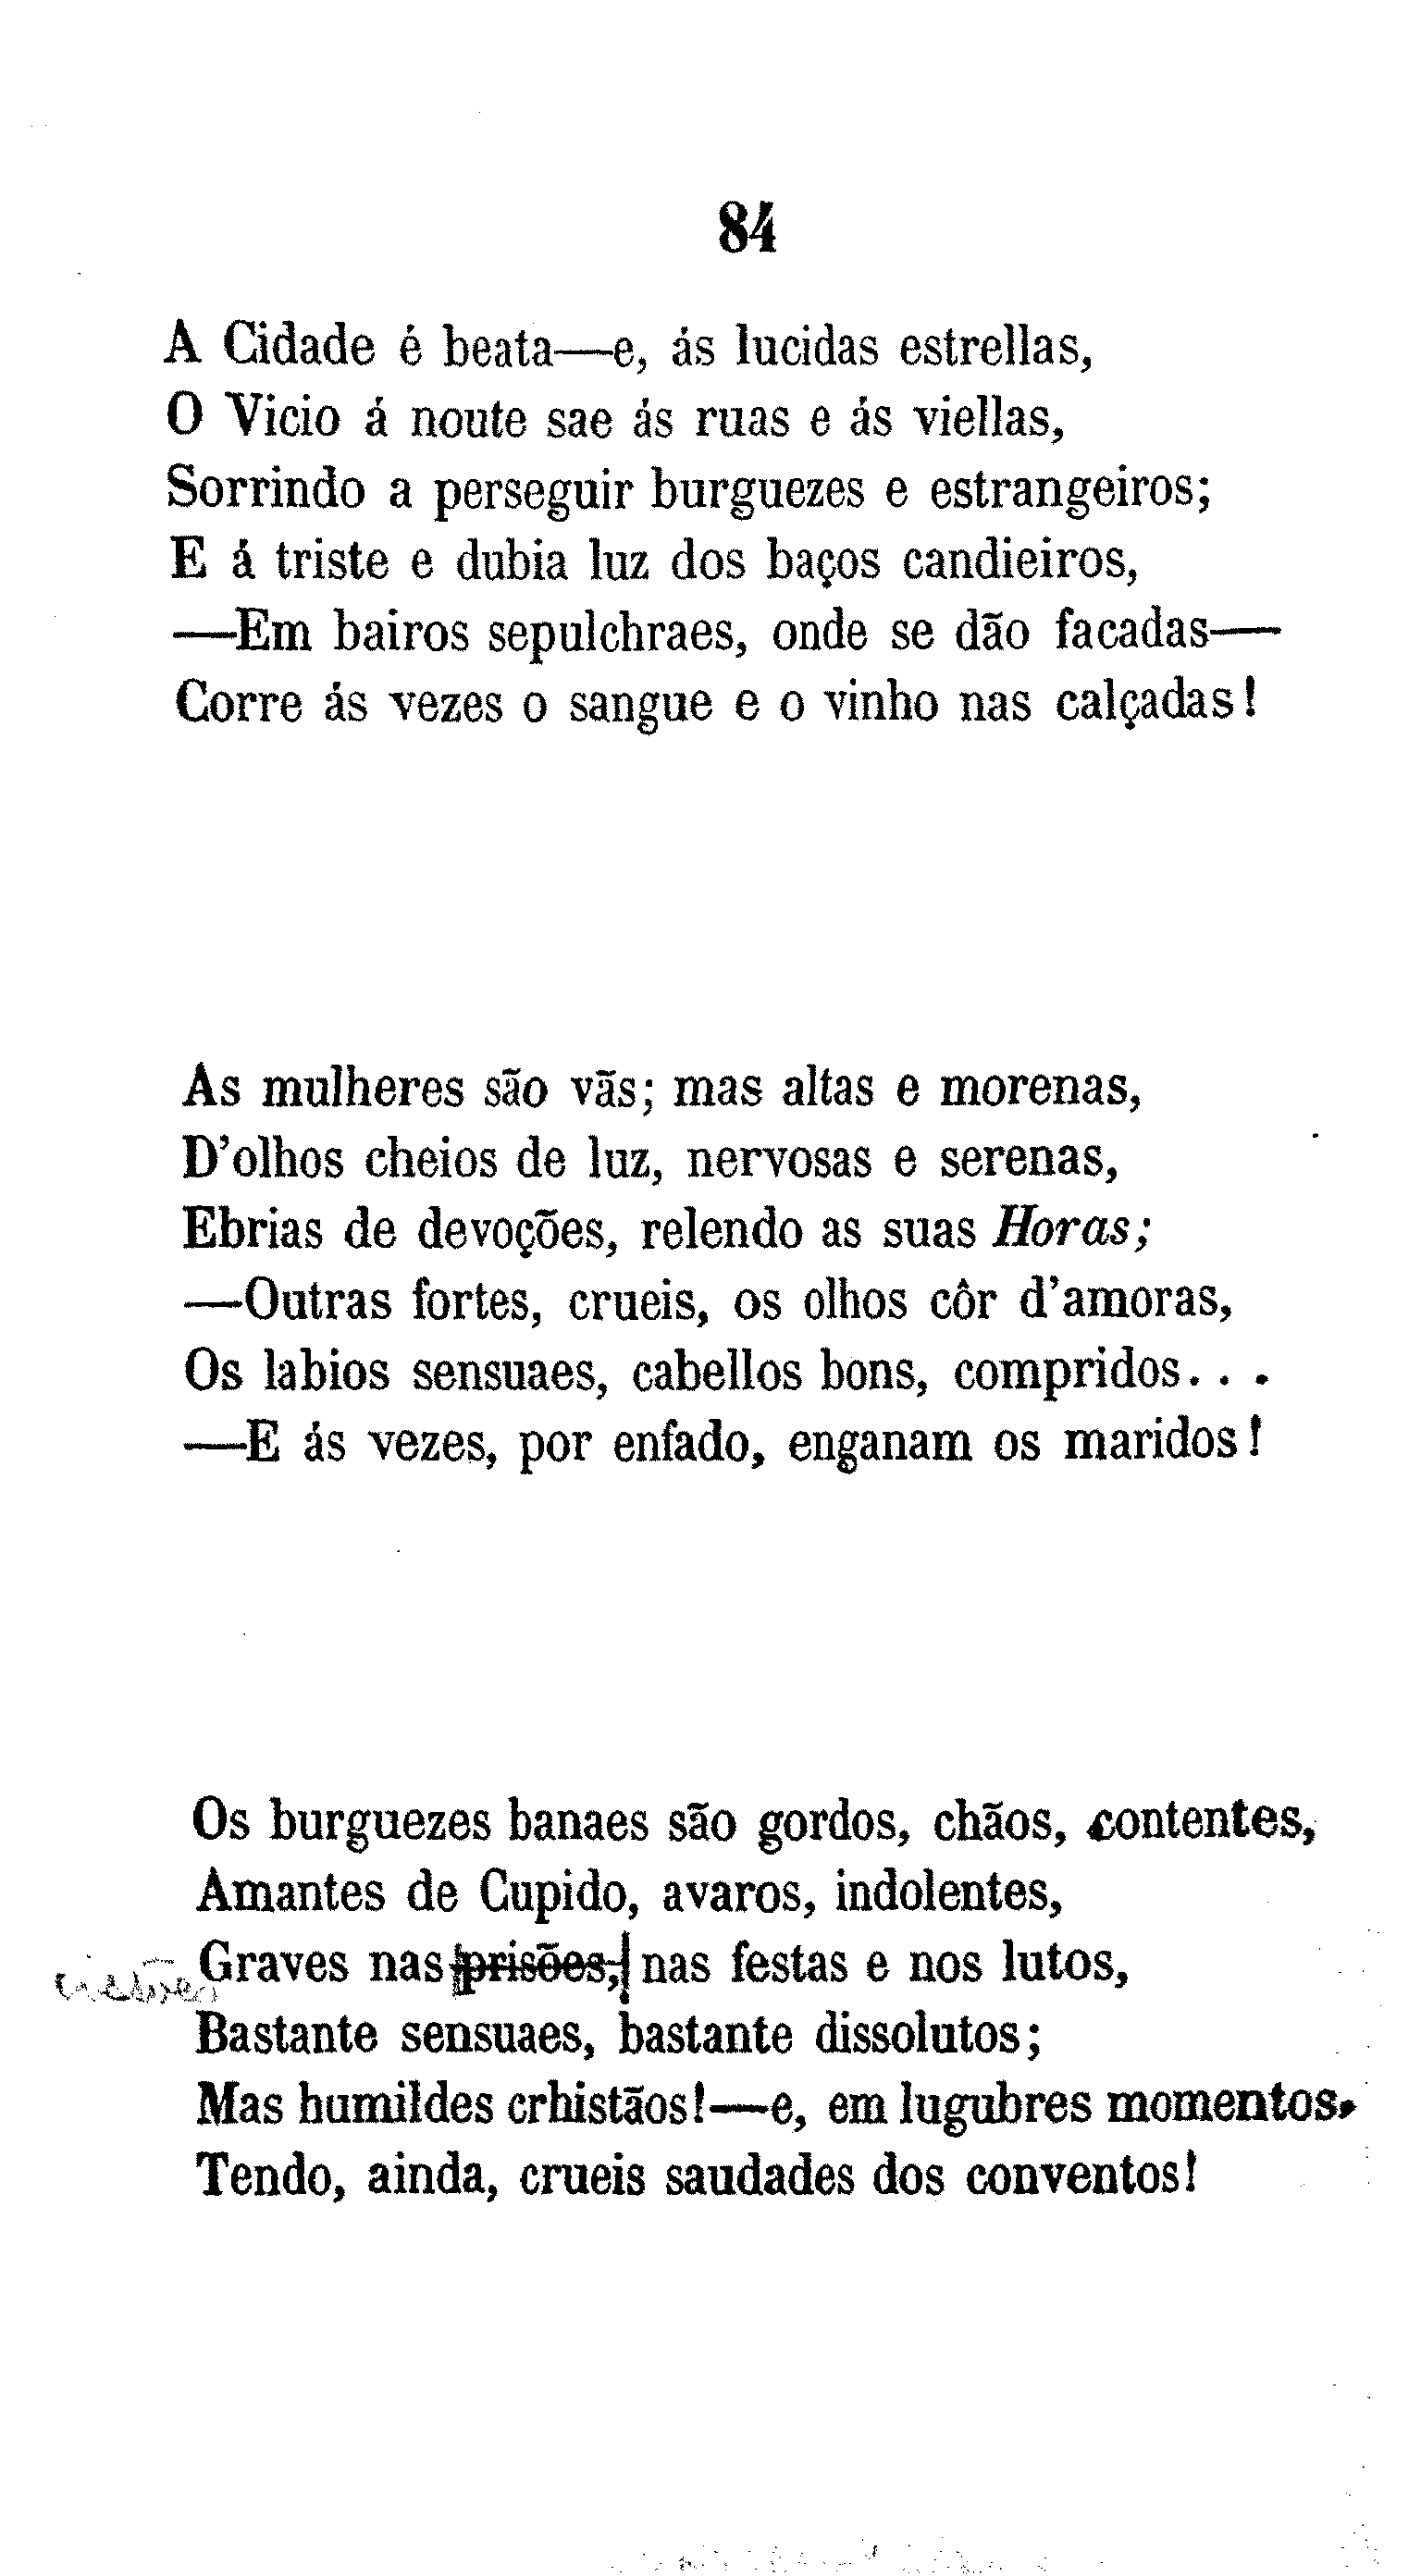 84
A Cidade é beata—e, ás lucidas estrellas,
O Vicio á noute sae ás ruas e ás viellas,
Sorrindo a perseguir burguezes e estrangeiros;
E á triste e dubia luz dos baços candieiros,
—Em bairos sepulchraes, onde se dão facadas—
Corre ás vezes o sangue e o vinho nas calçadas!
As mulheres são vãs; mas altas e morenas,
D'olhos cheios de luz, nervosas e serenas,
Ebrias de devoções, relendo as suas Horas;
—Outras fortes, crueis, os olhos côr d'amoras,
Os labios sensuaes, cabellos bons, compridos...
—E ás vezes, por enfado, enganam os maridos!
Os burguezes banaes são gordos, chãos, contentes,
Amantes de Cupido, avaros, indolentes,
Graves nas prisões, nas festas e nos lutos,
Bastante sensuaes, bastante dissolutos;
Mas humildes crhistãos!—e, em lugubres momentos,
Tendo, ainda, crueis saudades dos conventos!